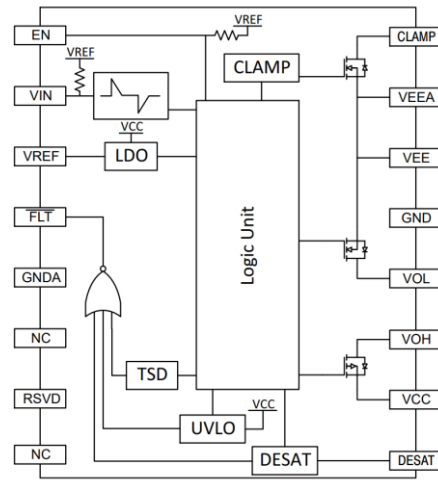 EN
VREF
CLAMP
CLAMP
VREF
VIN
VEEA
VCC
VREF
LDO
VEE
FLT
GND
Logic Unit
GNDA
VOL
NC
VOH
TSD
RSVD
VCC
VCC
UVLO
NC
DESAT
DESAT